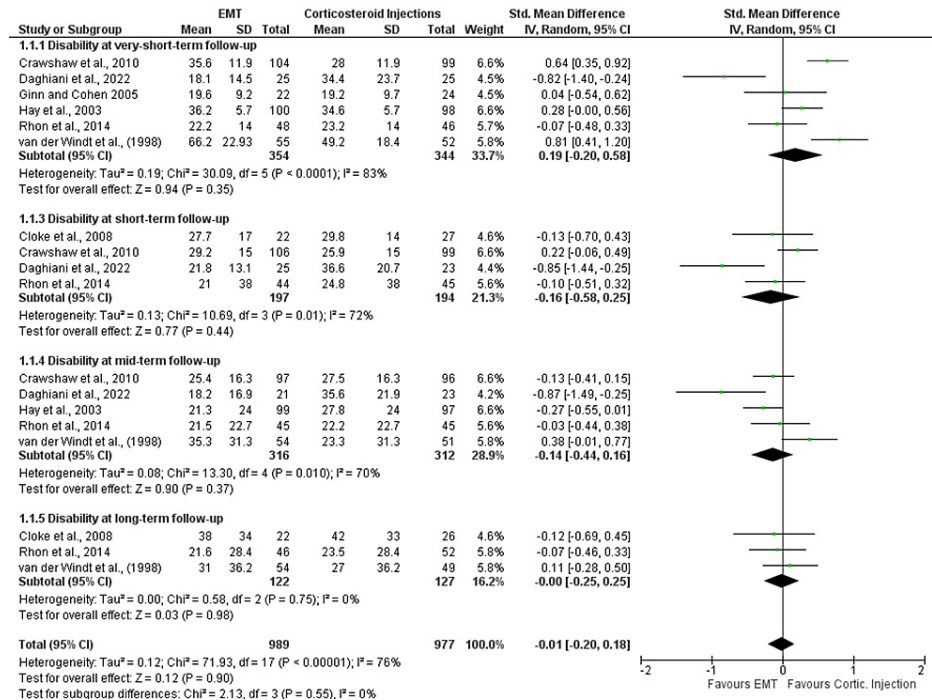 EMT Corticosteroid Injections Std. Mean Difference Std. Mean Difference
Study or Subgroup Mean SD Total Mean SD Total Weight IV, Random, 95% CI IV, Random, 95% CI
1.1.1 Disability at very-short-term follow-up
Crawshaw et al., 2010 35.6 11.9 104 28 11.9 99 6.6% 0.64 [0.35, 0.92]
Daghiani et al., 2022 18.1 14.5 25 34.4 23.7 25 4.5% -0.82 [-1.40, -0.24]
Ginn and Cohen 2005 19.6 9.2 22 19.2 9.7 24 4.5% 0.04 [-0.54, 0.62]
Hay et al., 2003 36.2 5.7 100 34.6 5.7 98 6.6% 0.28 [-0.00, 0.56]
Rhon et al., 2014 22.2 14 48 23.2 14 46 5.7% -0.07 [-0.48, 0.33]
van der Windt et al., (1998) 66.2 22.93 55 49.2 18.4 52 5.8% 0.81 [0.41, 1.20]
Subtotal (95% CI) 354 344 33.7% 0.19 [-0.20, 0.58]
Heterogeneity: Tau² = 0.19; Chi² = 30.09, df = 5 (P < 0.0001); I² = 83%
Test for overall effect: Z = 0.94 (P = 0.35)
1.1.3 Disability at short-term follow-up
Cloke et al., 2008 27.7 17 22 29.8 14 27 4.6% -0.13 [-0.70, 0.43]
Crawshaw et al., 2010 29.2 15 106 25.9 15 99 6.6% 0.22 [-0.06, 0.49]
Daghiani et al., 2022 21.8 13.1 25 36.6 20.7 23 4.4% -0.85 [-1.44, -0.25]
Rhon et al., 2014 21 38 44 24.8 38 45 5.7% -0.10 [-0.51, 0.32]
Subtotal (95% CI) 197 194 21.3% -0.16 [-0.58, 0.25]
Heterogeneity: Tau² = 0.13; Chi² = 10.69, df = 3 (P = 0.01); I² = 72%
Test for overall effect: Z = 0.77 (P = 0.44)
1.1.4 Disability at mid-term follow-up
Crawshaw et al., 2010 25.4 16.3 97 27.5 16.3 96 6.6% -0.13 [-0.41, 0.15]
Daghiani et al., 2022 18.2 16.9 21 35.6 21.9 23 4.2% -0.87 [-1.49, -0.25]
Hay et al., 2003 21.3 24 99 27.8 24 97 6.6% -0.27 [-0.55, 0.01]
Rhon et al., 2014 21.5 22.7 45 22.2 22.7 45 5.7% -0.03 [-0.44, 0.38]
van der Windt et al., (1998) 35.3 31.3 54 23.3 31.3 51 5.8% 0.38 [-0.01, 0.77]
Subtotal (95% CI) 316 312 28.9% -0.14 [-0.44, 0.16]
Heterogeneity: Tau² = 0.08; Chi² = 13.30, df = 4 (P = 0.010); I² = 70%
Test for overall effect: Z = 0.90 (P = 0.37)
1.1.5 Disability at long-term follow-up
Cloke et al., 2008 38 34 22 42 33 26 4.6% -0.12 [-0.69, 0.45]
Rhon et al., 2014 21.6 28.4 46 23.5 28.4 52 5.8% -0.07 [-0.46, 0.33]
van der Windt et al., (1998) 31 36.2 54 27 36.2 49 5.8% 0.11 [-0.28, 0.50]
Subtotal (95% CI) 122 127 16.2% -0.00 [-0.25, 0.25]
Heterogeneity: Tau² = 0.00; Chi² = 0.58, df = 2 (P = 0.75); I² = 0%
Test for overall effect: Z = 0.03 (P = 0.98)
Total (95% CI) 989 977 100.0% -0.01 [-0.20, 0.18]
Heterogeneity: Tau² = 0.12; Chi² = 71.93, df = 17 (P < 0.00001); I² = 76%
Test for overall effect: Z = 0.12 (P = 0.90)
Test for subgroup differences: Chi² = 2.13, df = 3 (P = 0.55), I² = 0%
-2 -1 0 1 2
Favours EMT Favours Cortic. Injection